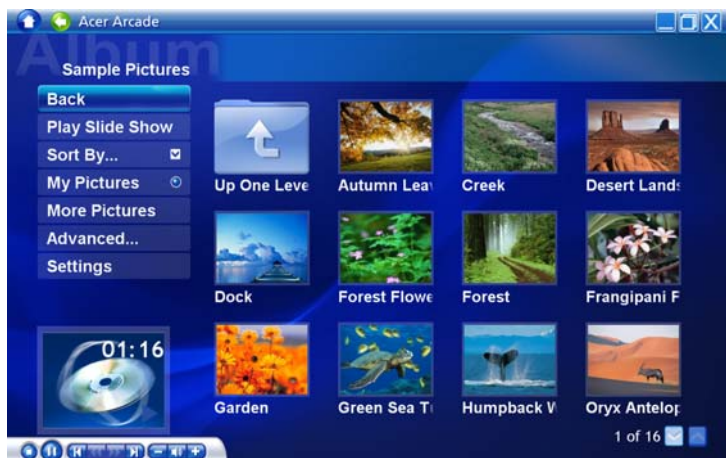 Acer Arcade
Album
Sample Pictures
Back
Play Slide Show
Sort By...
My Pictures
More Pictures
Advanced...
Settings
Up One Leve
Autumn Lea
Creek
Desert Lands
Dock
Forest Flowe
Forest
Frangipani F
Garden
Green Sea T
Humpback W
Oryx Antelop
01:16
1 of 16